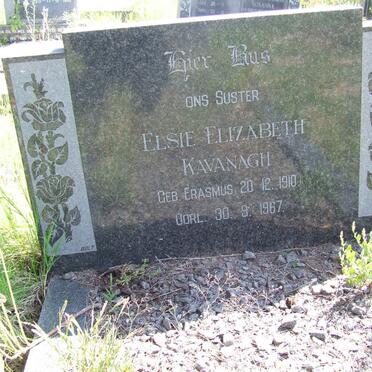 Hier Rus
ONS SUSTER
ELSIE ELIZABETH
KAVANAGH
GEB. ERASMUS. 20. 12. 1910.
OORL. 30. 9. 1967.